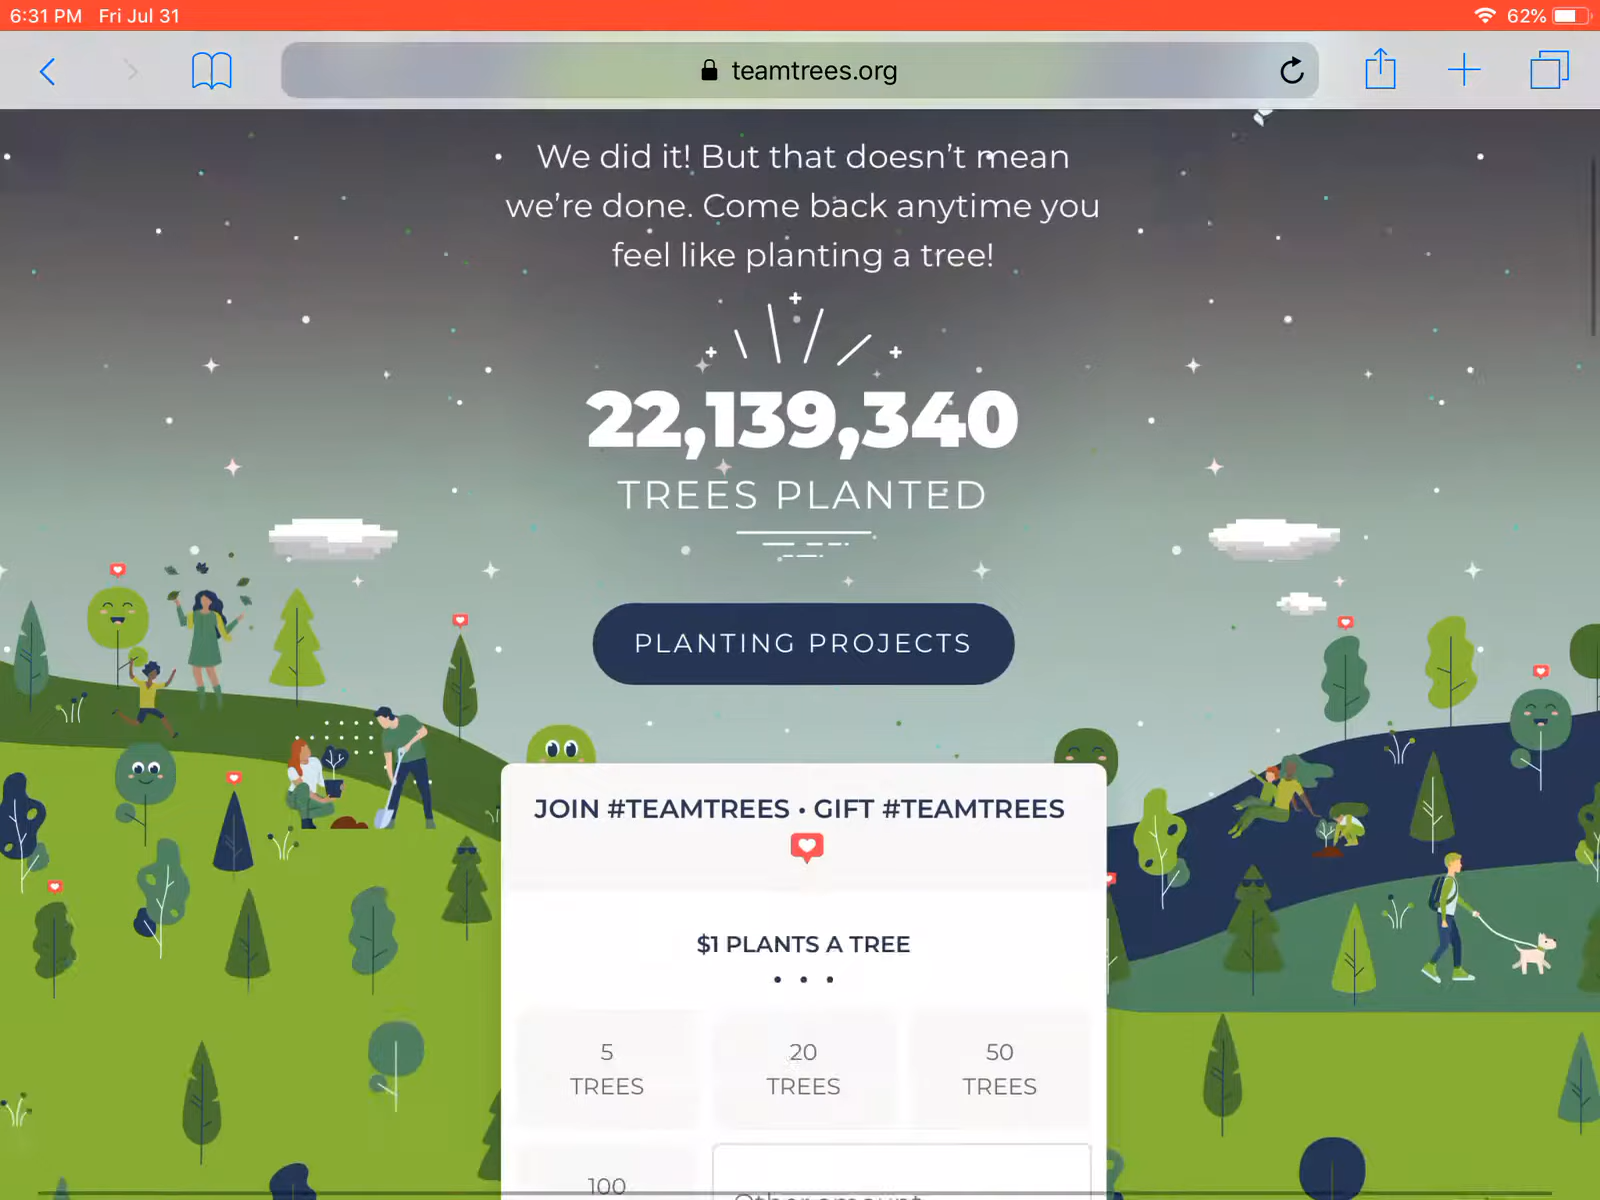 6:31 PM Fri Jul 31
62%
teamtrees.org
We did it! But that doesn’t mean
we’re done. Come back anytime you
feel like planting a tree!
22,139,340
TREES PLANTED
PLANTING PROJECTS
JOIN #TEAMTREES • GIFT #TEAMTREES
$1 PLANTS A TREE
5
TREES
20
TREES
50
TREES
100
Other amount